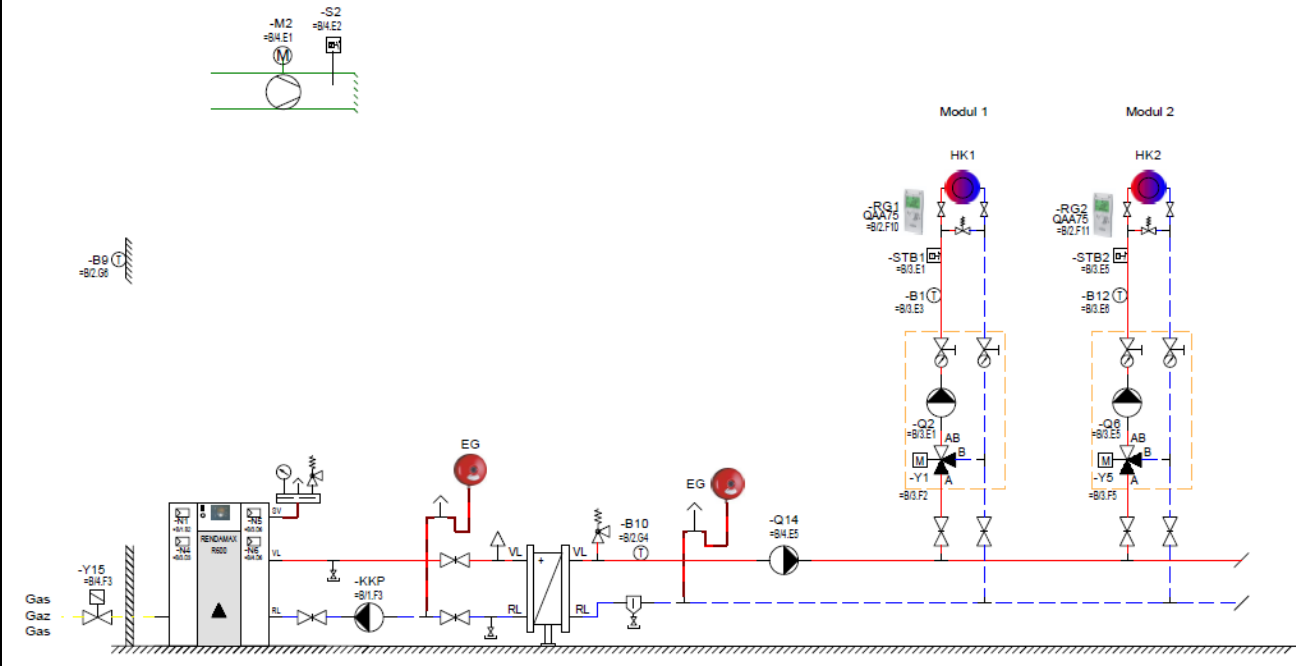 -M2
=B/4.E1
M
-S2
=B/4.E2
Modul 1
Modul 2
HK1
HK2
-RG1
QAA75
=B/2.F10
-RG2
QAA75
=B/2.F11
-B9
=B/2.G6
T
-STB1
=B/3.E1
-STB2
=B/3.E5
-B1
=B/3.E3
T
-B12
=B/3.E6
T
-Q2
=B/3.E1
AB
B
M
-Y1
A
=B/3.F2
-Q6
=B/3.E5
AB
B
M
-Y5
A
=B/3.F5
EG
EG
-Q14
=B/4.E5
-B10
=B/2.G4
T
-N1
-N5
-N4
-N6
RENDAMAX
R600
VL
RL
VL
VL
RL
RL
+
-KKP
=B/1.F3
-Y15
=B/4.F3
Gas
Gaz
Gas